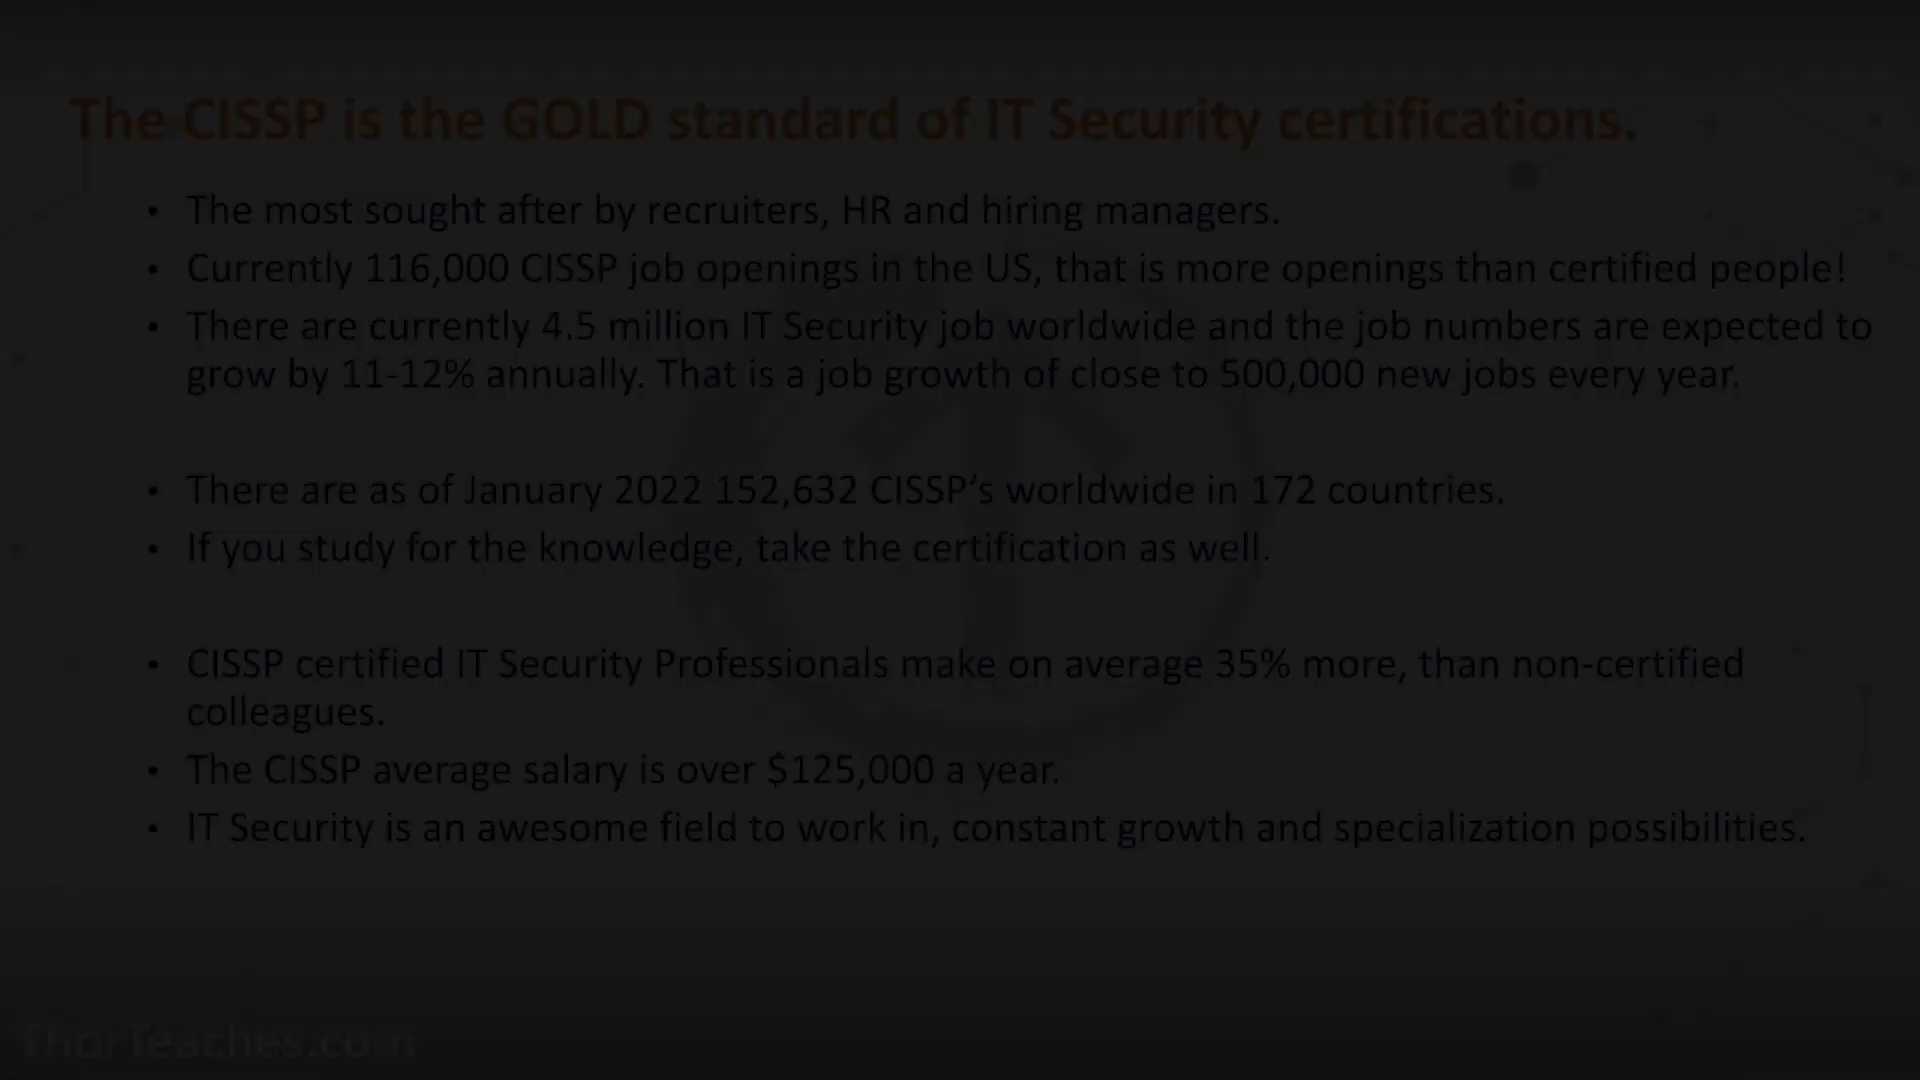 The CISSP is the GOLD standard of IT Security certifications.
• The most sought after by recruiters, HR and hiring managers.
• Currently 116,000 CISSP job openings in the US, that is more openings than certified people!
• There are currently 4.5 million IT Security job worldwide and the job numbers are expected to
grow by 11-12% annually. That is a job growth of close to 500,000 new jobs every year.
• There are as of January 2022 152,632 CISSP’s worldwide in 172 countries.
• If you study for the knowledge, take the certification as well.
• CISSP certified IT Security Professionals make on average 35% more, than non-certified
colleagues.
• The CISSP average salary is over $125,000 a year.
• IT Security is an awesome field to work in, constant growth and specialization possibilities.
ThorTeaches.com